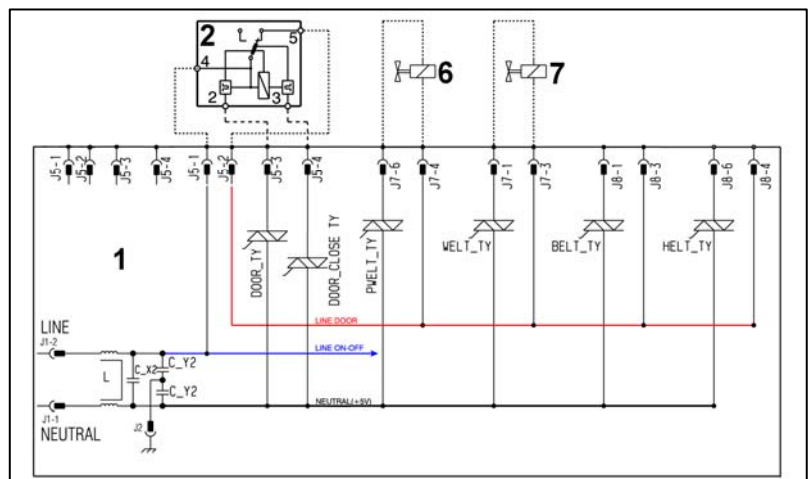 2
5
4
2
3
6
7
J5-1
J5-2
J5-3
J5-4
J5-1
J5-2
J5-3
J5-4
J7-6
J7-4
J7-1
J7-3
J8-1
J8-3
J8-6
J8-4
1
DOOR_TY
DOOR_CLOSE TY
PWELT_TY
WELT_TY
BELT_TY
HELT_TY
LINE DOOR
LINE
J1-2
LINE ON-OFF
L
C_X2
C_Y2
C_Y2
NEUTRAL(+5V)
J1-1
J2
NEUTRAL